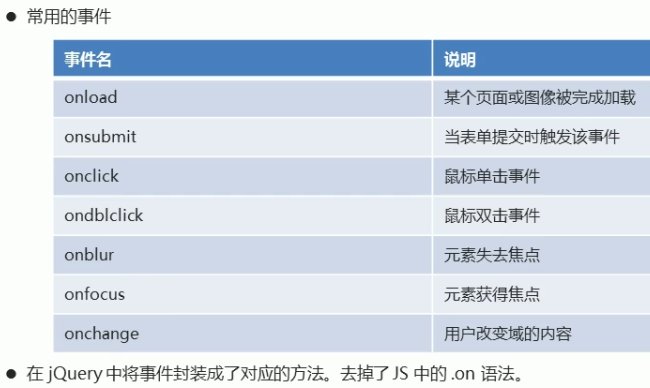 常用的事件
事件名 说明
onload 某个页面或图像被完成加载
onsubmit 当表单提交时触发该事件
onclick 鼠标单击事件
ondblclick 鼠标双击事件
onblur 元素失去焦点
onfocus 元素获得焦点
onchange 用户改变域的内容
在 jQuery 中将事件封装成了对应的方法。去掉了 JS 中的 .on 语法。